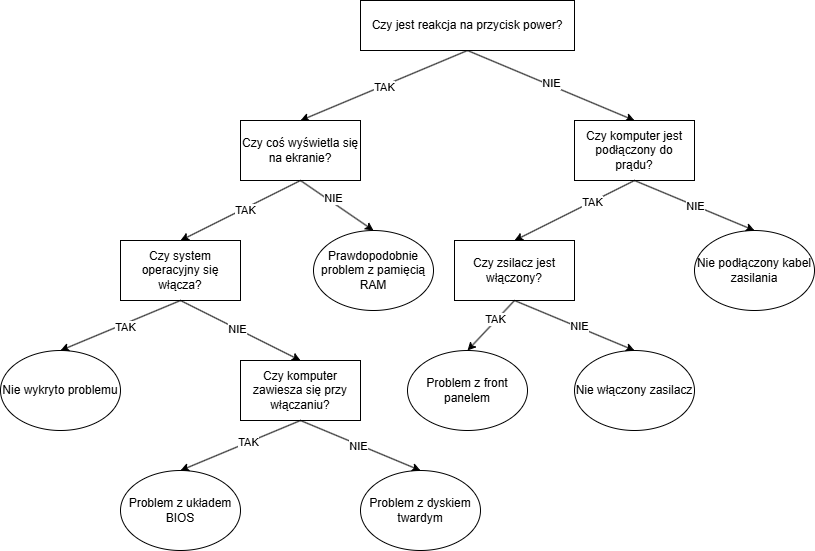 Czy jest reakcja na przycisk power?
TAK
NIE
Czy coś wyświetla się
na ekranie?
Czy komputer jest
podłączony do
prądu?
TAK
NIE
TAK
NIE
Czy system
operacyjny się
włącza?
Prawdopodobnie
problem z pamięcią
RAM
Czy zsilacz jest
włączony?
Nie podłączony kabel
zasilania
TAK
NIE
TAK
NIE
Nie wykryto problemu
Czy komputer
zawiesza się przy
włączaniu?
Problem z front
panelem
Nie włączony zasilacz
TAK
NIE
Problem z układem
BIOS
Problem z dyskiem
twardym